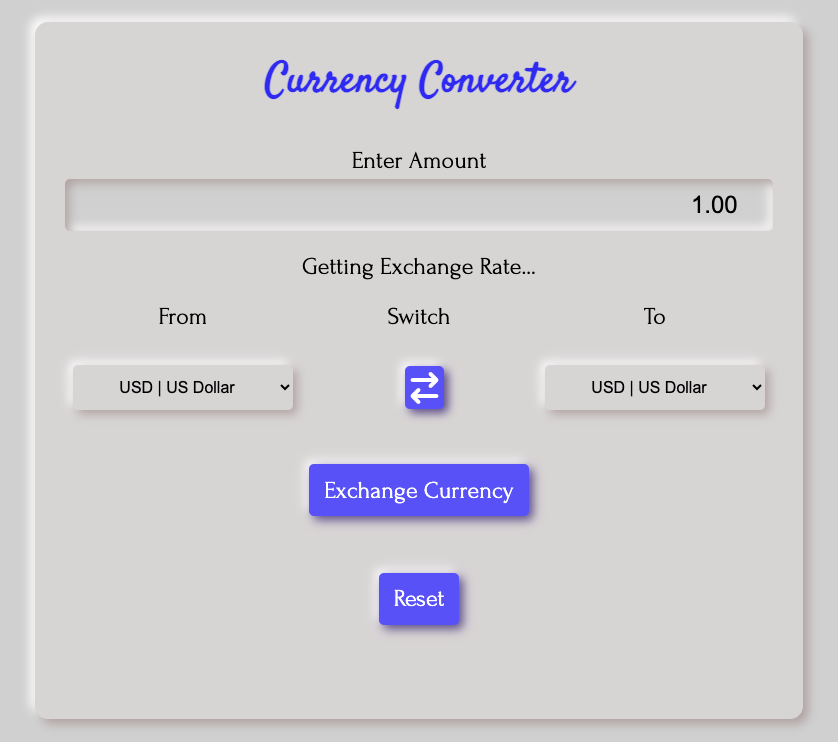 Currency Converter
Enter Amount
1.00
Getting Exchange Rate...
From Switch To
USD | US Dollar USD | US Dollar
Exchange Currency
Reset